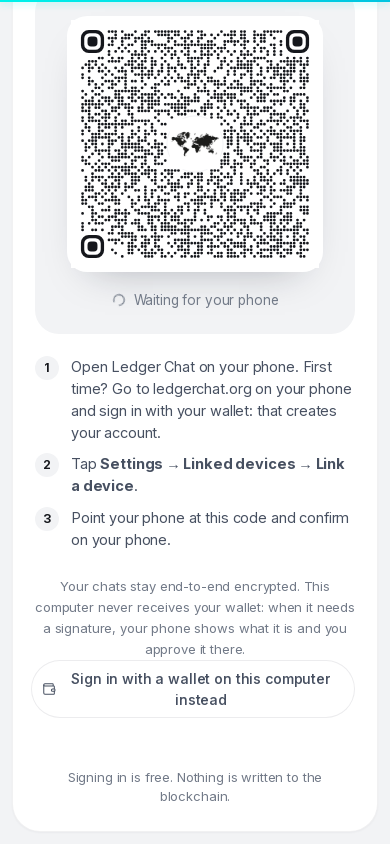 Waiting for your phone
1 Open Ledger Chat on your phone. First
time? Go to ledgerchat.org on your phone
and sign in with your wallet: that creates
your account.
2 Tap Settings → Linked devices → Link
a device.
3 Point your phone at this code and confirm
on your phone.
Your chats stay end-to-end encrypted. This
computer never receives your wallet: when it needs
a signature, your phone shows what it is and you
approve it there.
Sign in with a wallet on this computer
instead
Signing in is free. Nothing is written to the
blockchain.